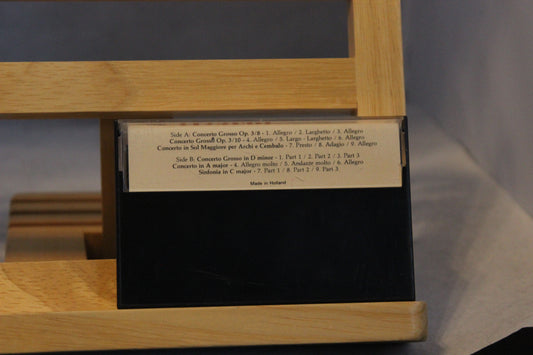 Side A: Concerto Grosso Op. 3/8 - 1. Allegro / 2. Larghetto / 3. Allegro
Concerto Grosso Op. 3/10 - 4. Allegro / 5. Largo - Larghetto / 6. Allegro
Concerto in Sol Maggiore per Archi e Cembalo - 7. Presto / 8. Adagio / 9. Allegro
Side B: Concerto Grosso in D minor - 1. Part 1 / 2. Part 2 / 3. Part 3
Concerto in A major - 4. Allegro molto / 5. Andante molto / 6. Allegro
Sinfonia in C major - 7. Part 1 / 8. Part 2 / 9. Part 3
Made in Holland